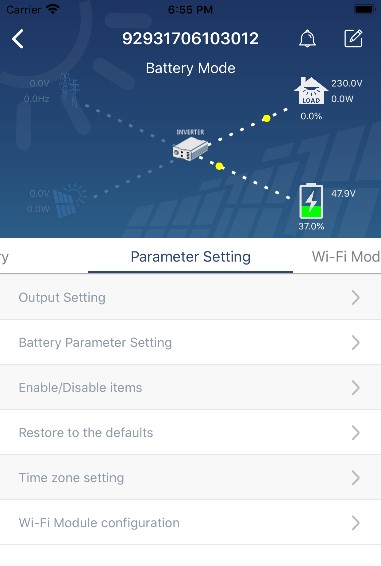 Carrier 6:55 PM
92931706103012
Battery Mode
0.0V
0.0Hz
230.0V
LOAD
0.0W
0.0%
INVERTER
0.0V
0.0W
47.9V
37.0%
ry Parameter Setting Wi-Fi Mod
Output Setting
Battery Parameter Setting
Enable/Disable items
Restore to the defaults
Time zone setting
Wi-Fi Module configuration